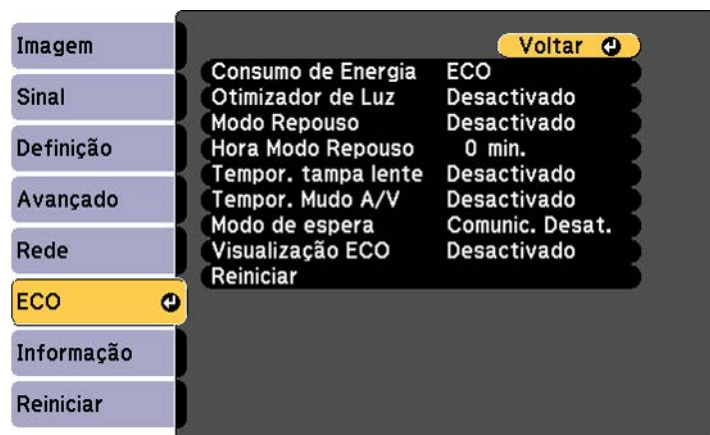 Imagem
Sinal
Definição
Avançado
Rede
ECO
Informação
Reiniciar
Voltar
Consumo de Energia ECO
Otimizador de Luz Desactivado
Modo Repouso Desactivado
Hora Modo Repouso 0 min.
Tempor. tampa lente Desactivado
Tempor. Mudo A/V Desactivado
Modo de espera Comunic. Desat.
Visualização ECO Desactivado
Reiniciar